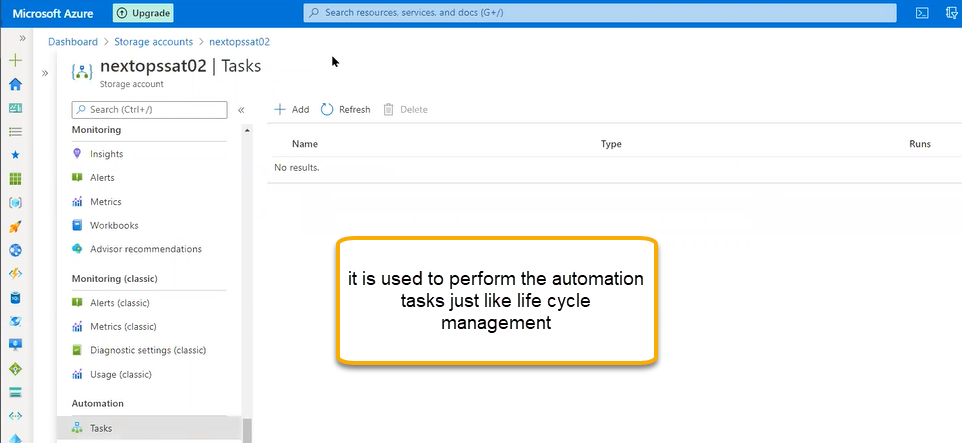 Microsoft Azure
Upgrade
Search resources, services, and docs (G+/)
Dashboard > Storage accounts > nextopssat02
nextopssat02 | Tasks
Storage account
Search (Ctrl+/)
Add
Refresh
Delete
Monitoring
Insights
Alerts
Metrics
Workbooks
Advisor recommendations
Monitoring (classic)
Alerts (classic)
Metrics (classic)
Diagnostic settings (classic)
Usage (classic)
Automation
Tasks
Name Type Runs
No results.
it is used to perform the automation
tasks just like life cycle
management